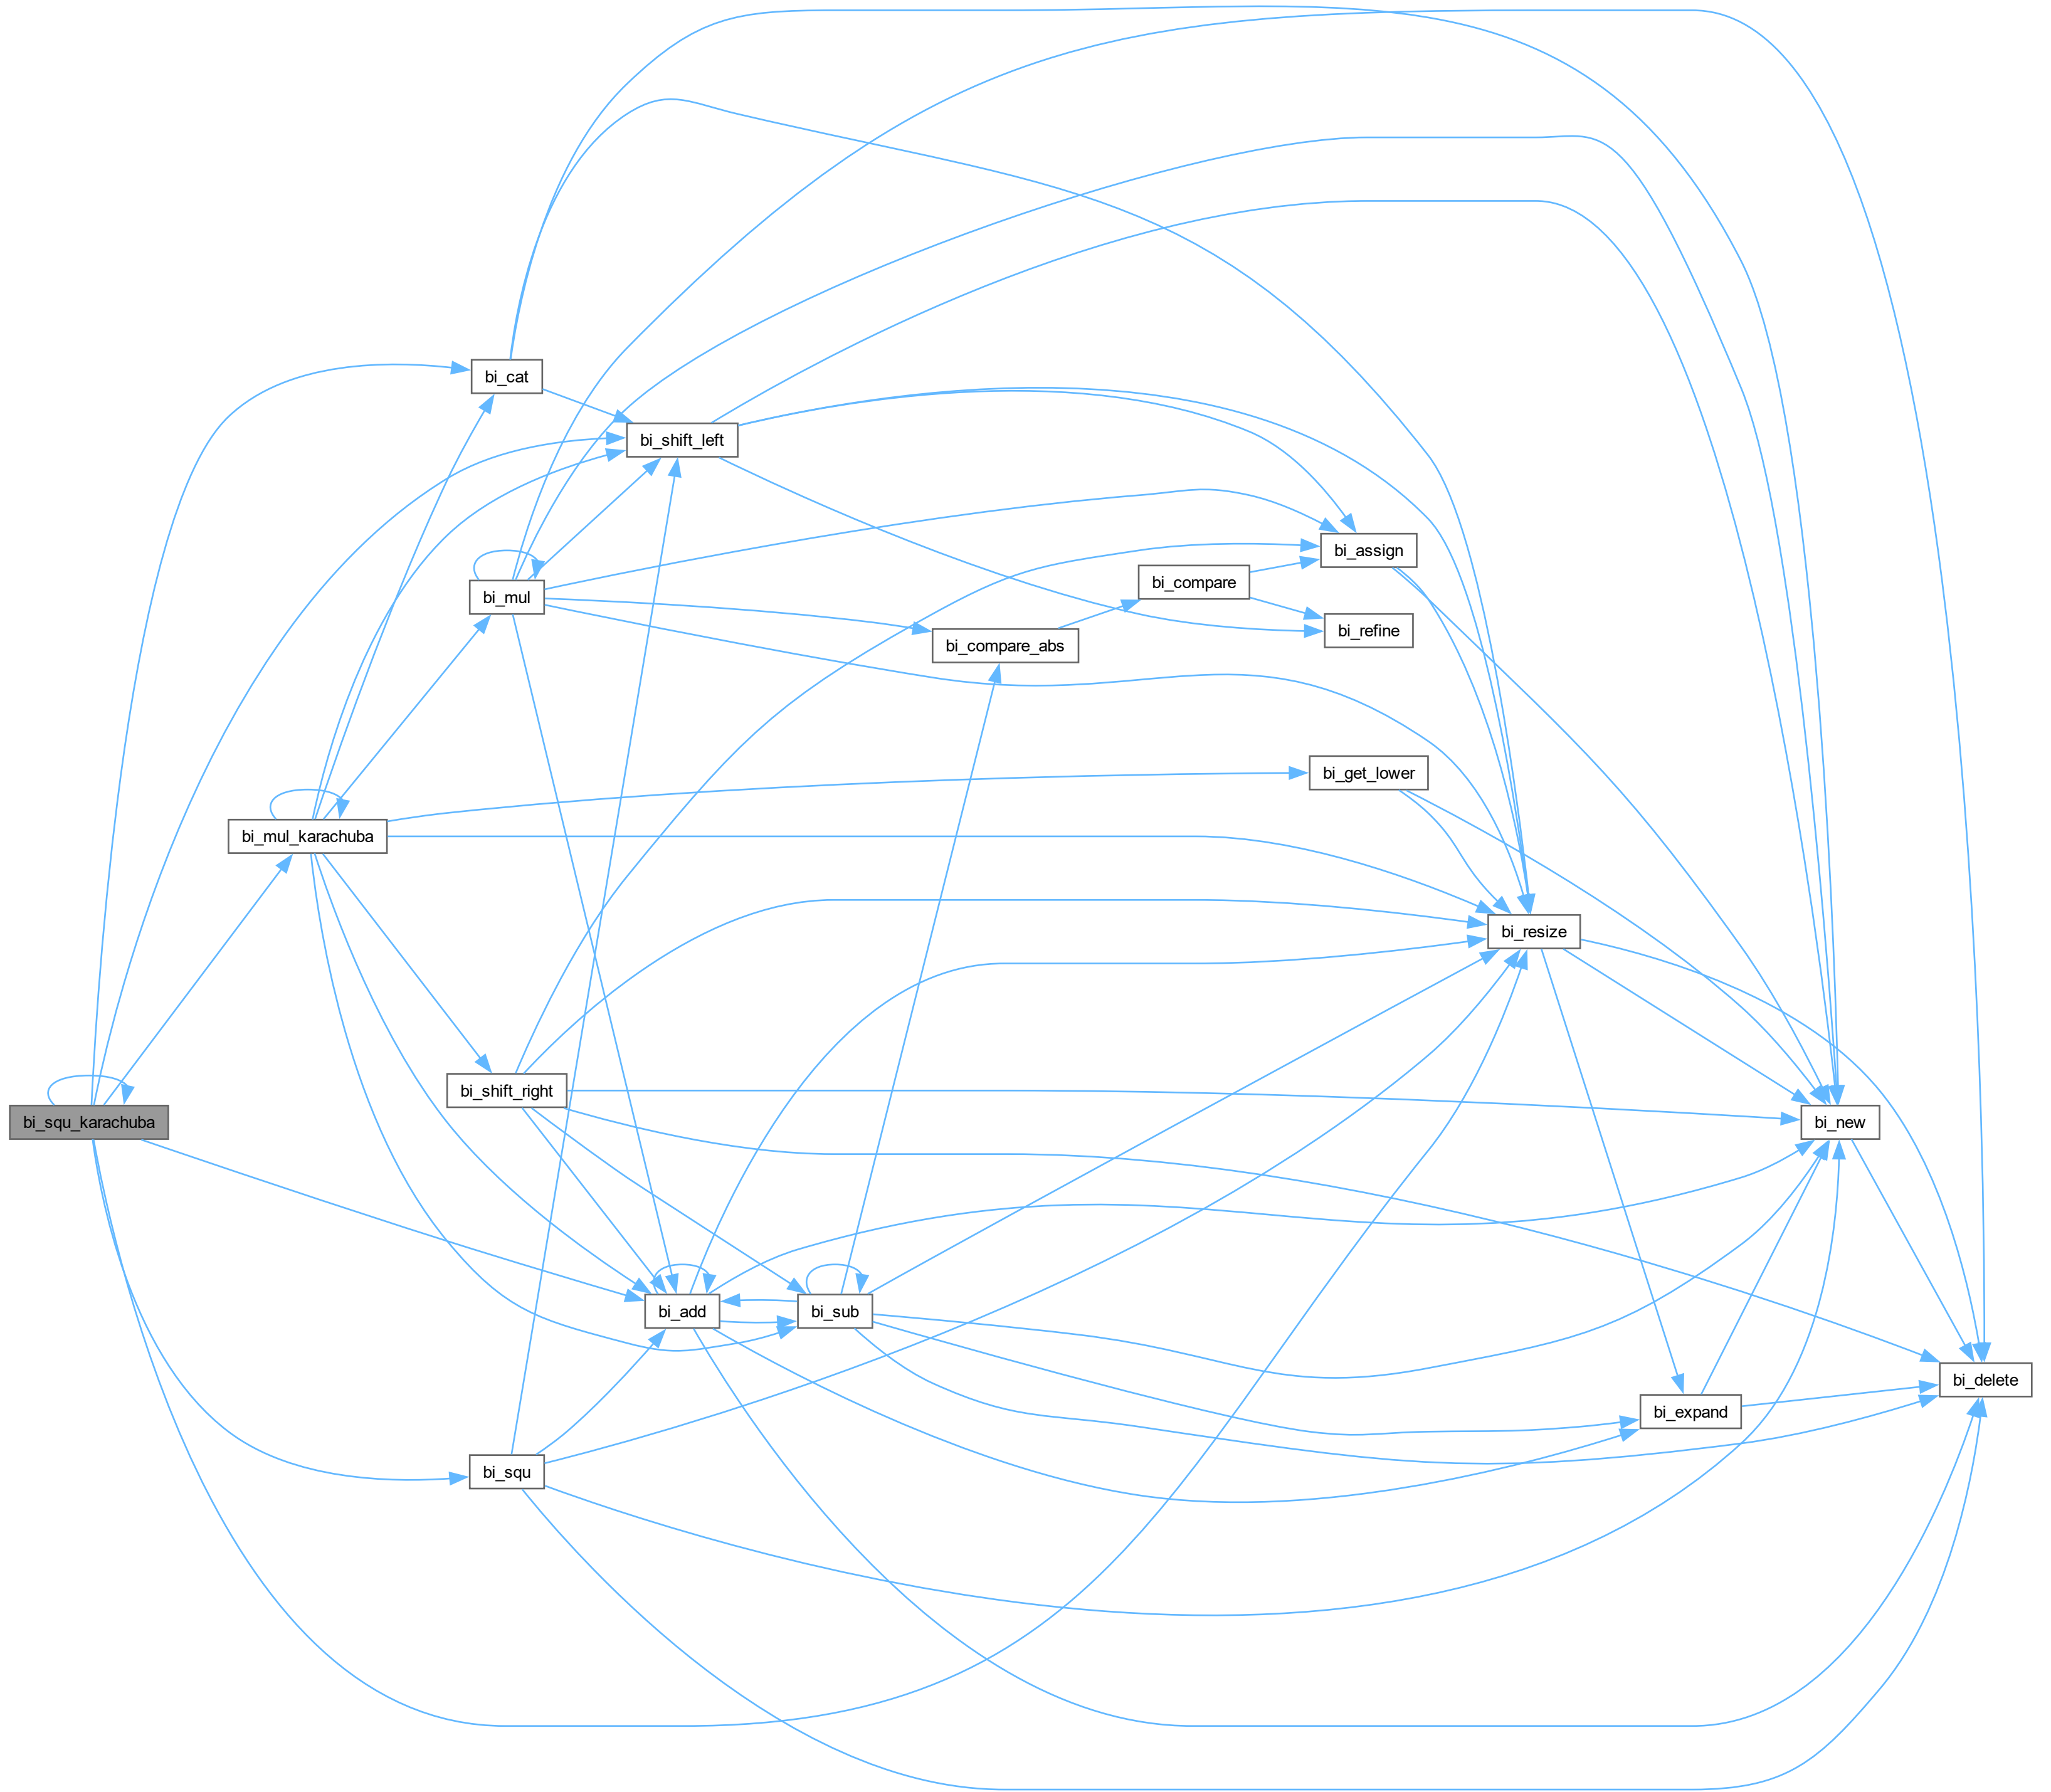 bi_cat
bi_shift_left
bi_assign
bi_compare
bi_mul
bi_refine
bi_compare_abs
bi_get_lower
bi_mul_karachuba
bi_resize
bi_shift_right
bi_squ_karachuba
bi_new
bi_add
bi_sub
bi_delete
bi_expand
bi_squ